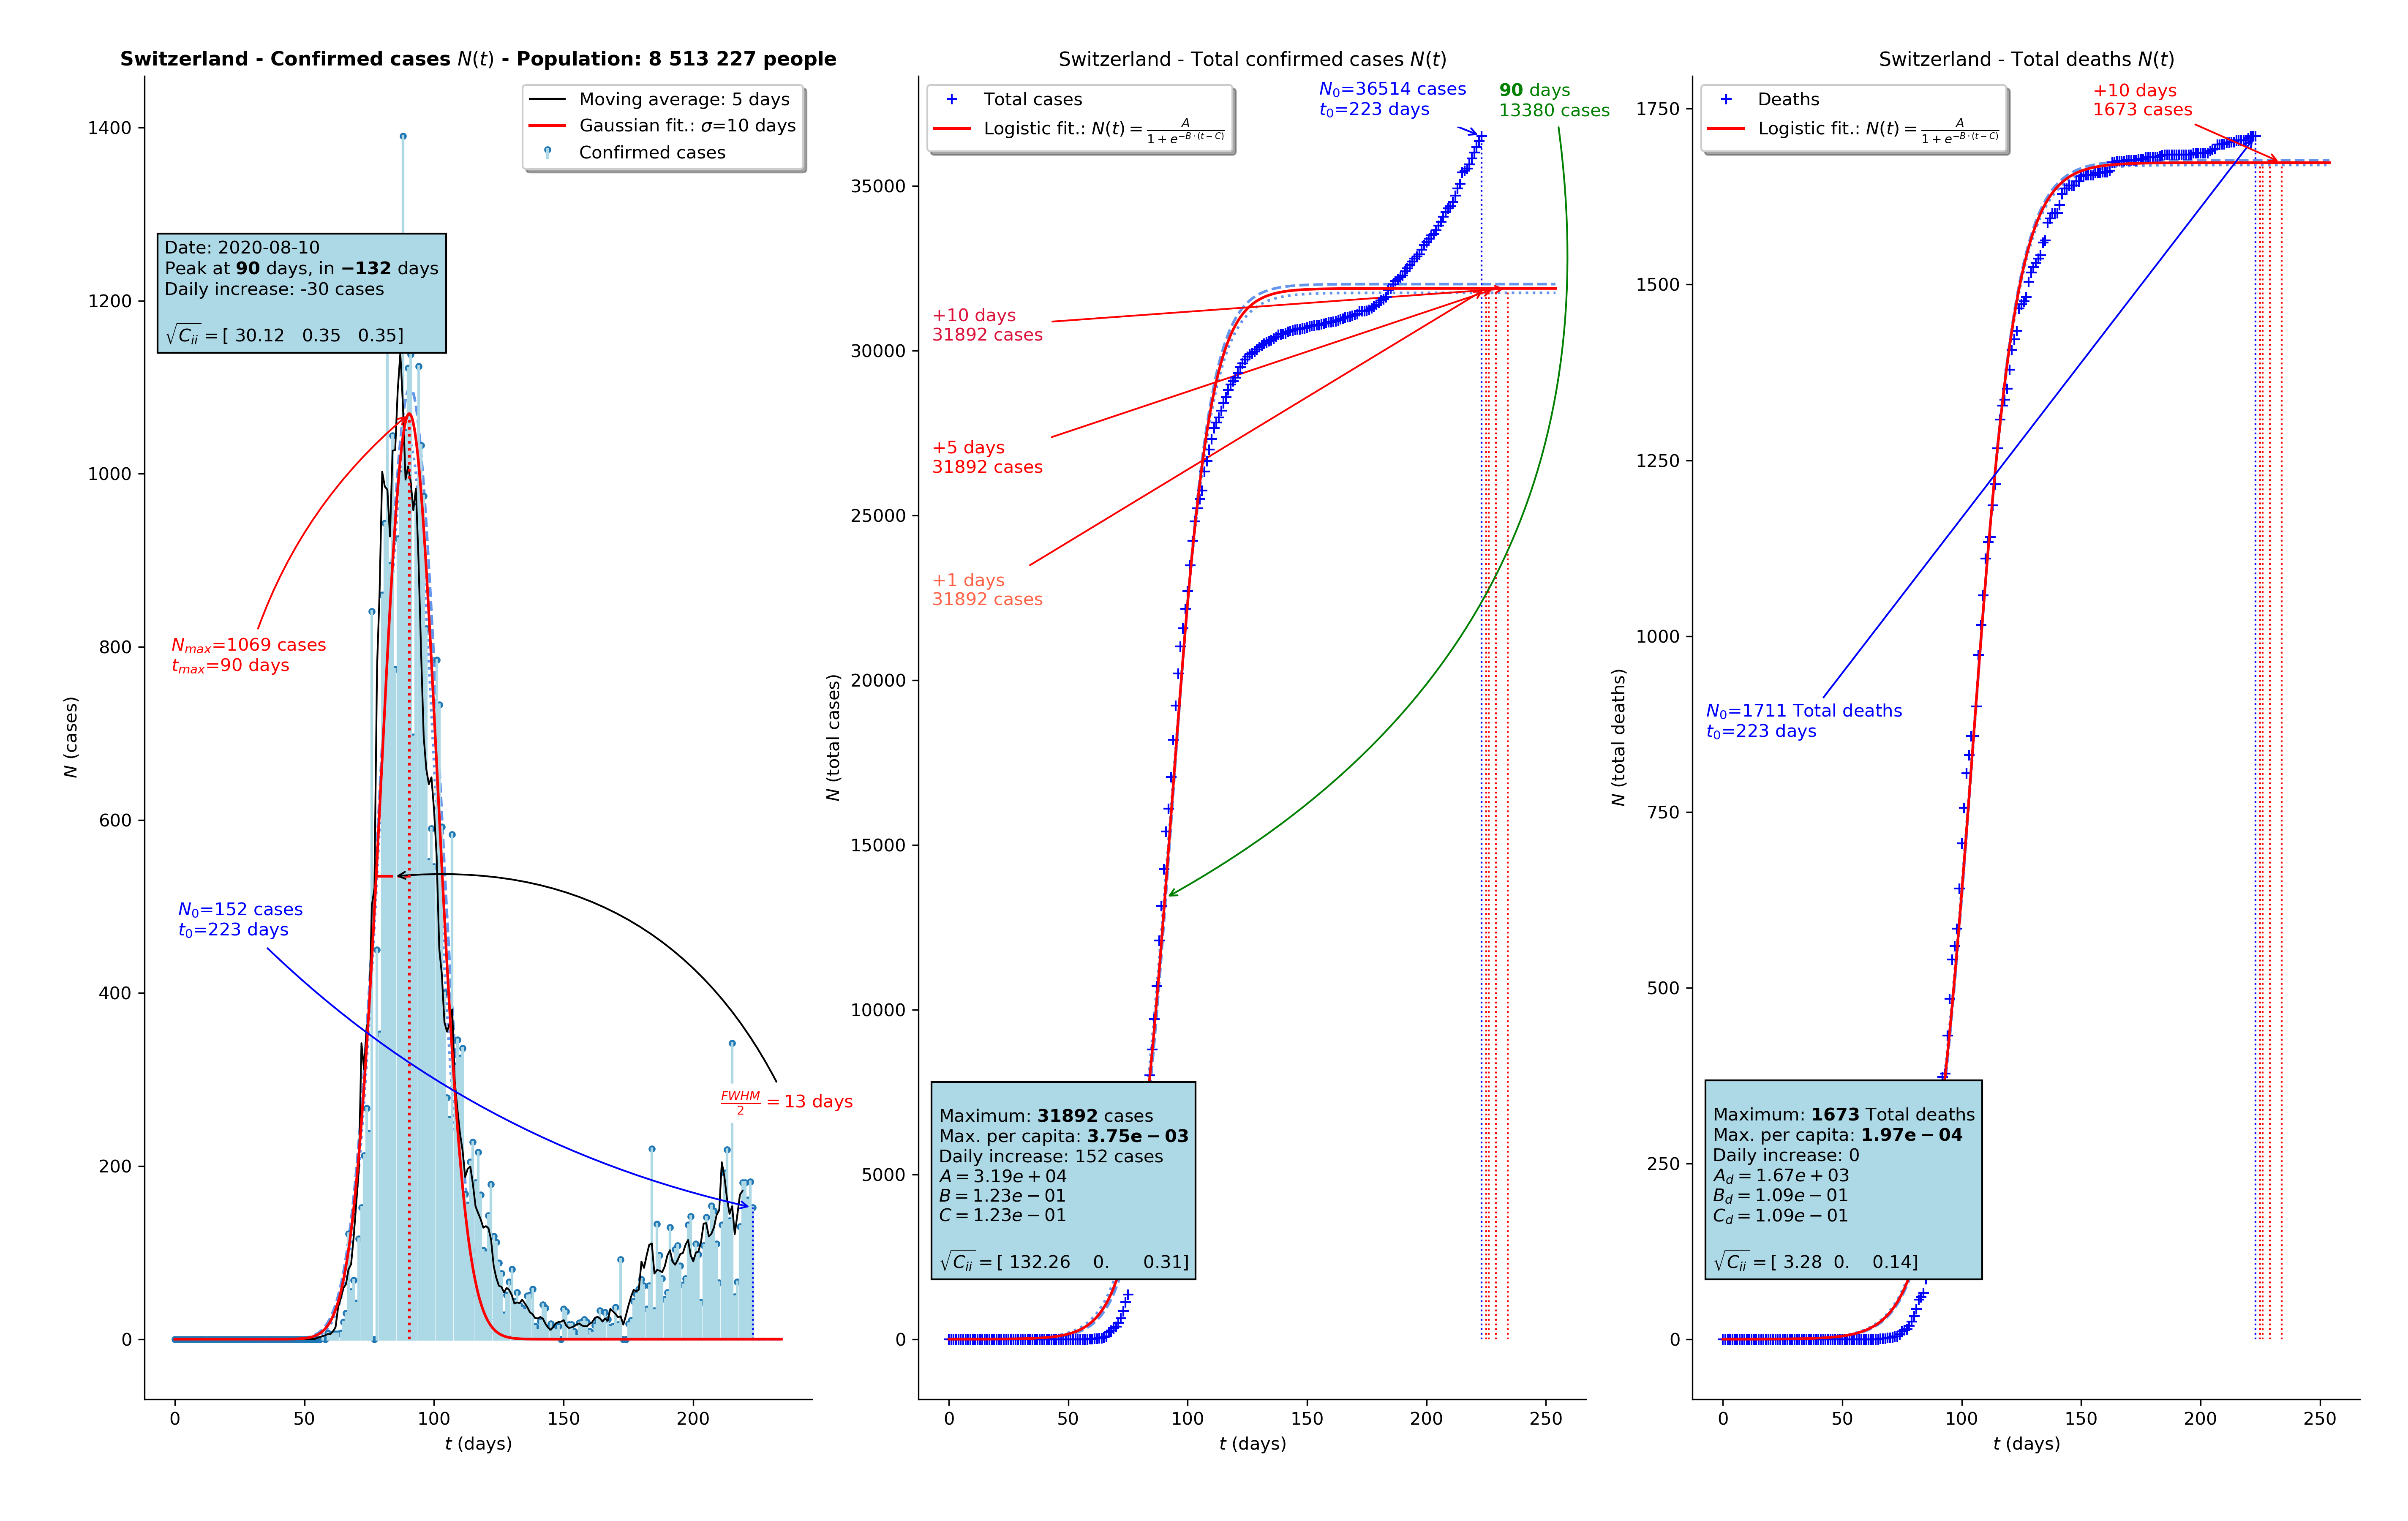 Switzerland - Confirmed cases N(t) - Population: 8 513 227 people
Moving average: 5 days
Gaussian fit.: σ=10 days
Confirmed cases
Date: 2020-08-10
Peak at 90 days, in −132 days
Daily increase: -30 cases
√C_ii = [ 30.12 0.35 0.35]
N_max=1069 cases
t_max=90 days
N_0=152 cases
t_0=223 days
FWHM/2 = 13 days
N (cases)
1400
1200
1000
800
600
400
200
0
0 50 100 150 200
t (days)
Switzerland - Total confirmed cases N(t)
Total cases
Logistic fit.: N(t) = A/(1 + e^(−B·(t−C)))
N_0=36514 cases
t_0=223 days
90 days
13380 cases
+10 days
31892 cases
+5 days
31892 cases
+1 days
31892 cases
Maximum: 31892 cases
Max. per capita: 3.75e − 03
Daily increase: 152 cases
A = 3.19e + 04
B = 1.23e − 01
C = 1.23e − 01
√C_ii = [ 132.26 0. 0.31]
N (total cases)
35000
30000
25000
20000
15000
10000
5000
0
0 50 100 150 200 250
t (days)
Switzerland - Total deaths N(t)
Deaths
Logistic fit.: N(t) = A/(1 + e^(−B·(t−C)))
+10 days
1673 cases
N_0=1711 Total deaths
t_0=223 days
Maximum: 1673 Total deaths
Max. per capita: 1.97e − 04
Daily increase: 0
A_d = 1.67e + 03
B_d = 1.09e − 01
C_d = 1.09e − 01
√C_ii = [ 3.28 0. 0.14]
N (total deaths)
1750
1500
1250
1000
750
500
250
0
0 50 100 150 200 250
t (days)